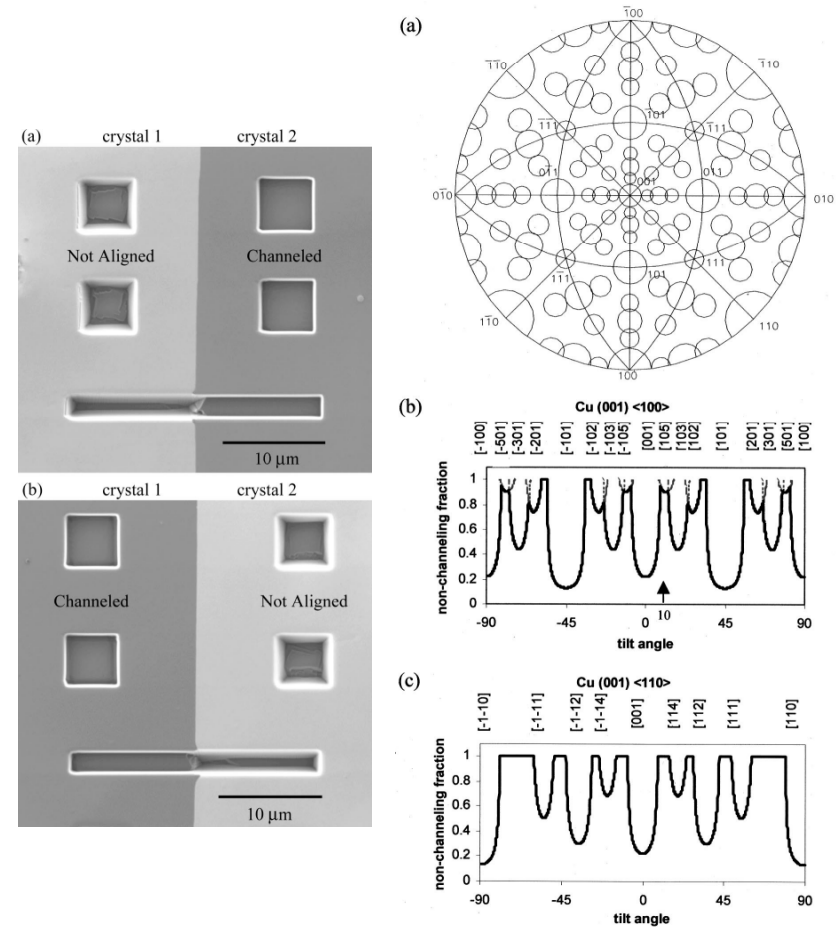 (a) crystal 1 crystal 2
Not Aligned Channeled
10 μm
(b) crystal 1 crystal 2
Channeled Not Aligned
10 μm
(a)
1̄00
1̄1̄0 1̄10
1̄01
1̄1̄1 1̄11
01̄1 001 011
01̄0 010
11̄1 111
101
11̄0 110
100
(b)
Cu (001) <100>
[-100] [-501] [-301] [-201] [-101] [-102] [-103] [-105] [001] [105] [103] [102] [101] [201] [301] [501] [100]
non-channeling fraction
1
0.8
0.6
0.4
0.2
0
10
-90 -45 0 45 90
tilt angle
(c)
Cu (001) <110>
[-1-10] [-1-11] [-1-12] [-1-14] [001] [114] [112] [111] [110]
non-channeling fraction
1
0.8
0.6
0.4
0.2
0
-90 -45 0 45 90
tilt angle